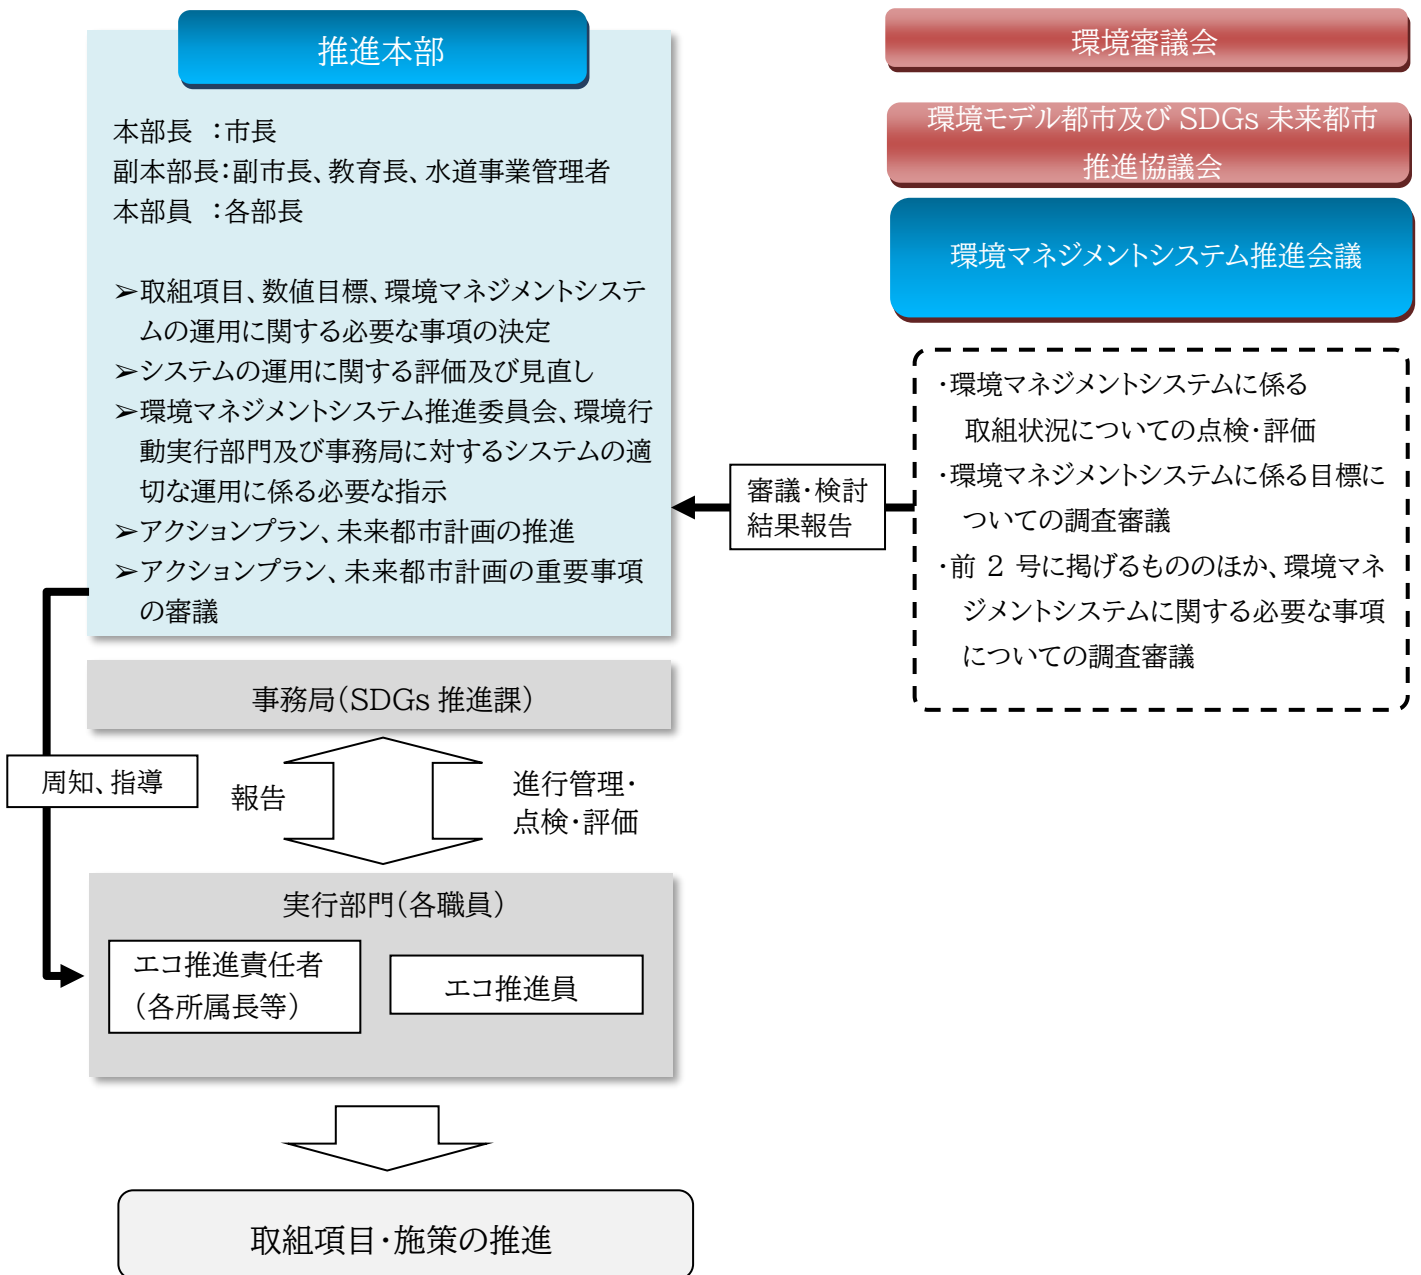 推進本部
本部長　：市長
副本部長：副市長、教育長、水道事業管理者
本部員　：各部長
➢取組項目、数値目標、環境マネジメントシステ
ムの運用に関する必要な事項の決定
➢システムの運用に関する評価及び見直し
➢環境マネジメントシステム推進委員会、環境行
動実行部門及び事務局に対するシステムの適
切な運用に係る必要な指示
➢アクションプラン、未来都市計画の推進
➢アクションプラン、未来都市計画の重要事項
の審議
環境審議会
環境モデル都市及び SDGs 未来都市
推進協議会
環境マネジメントシステム推進会議
・環境マネジメントシステムに係る
取組状況についての点検・評価
・環境マネジメントシステムに係る目標に
ついての調査審議
・前 2 号に掲げるもののほか、環境マネ
ジメントシステムに関する必要な事項
についての調査審議
審議・検討
結果報告
事務局（SDGs 推進課）
周知、指導
報告
進行管理・
点検・評価
実行部門（各職員）
エコ推進責任者
（各所属長等）
エコ推進員
取組項目・施策の推進